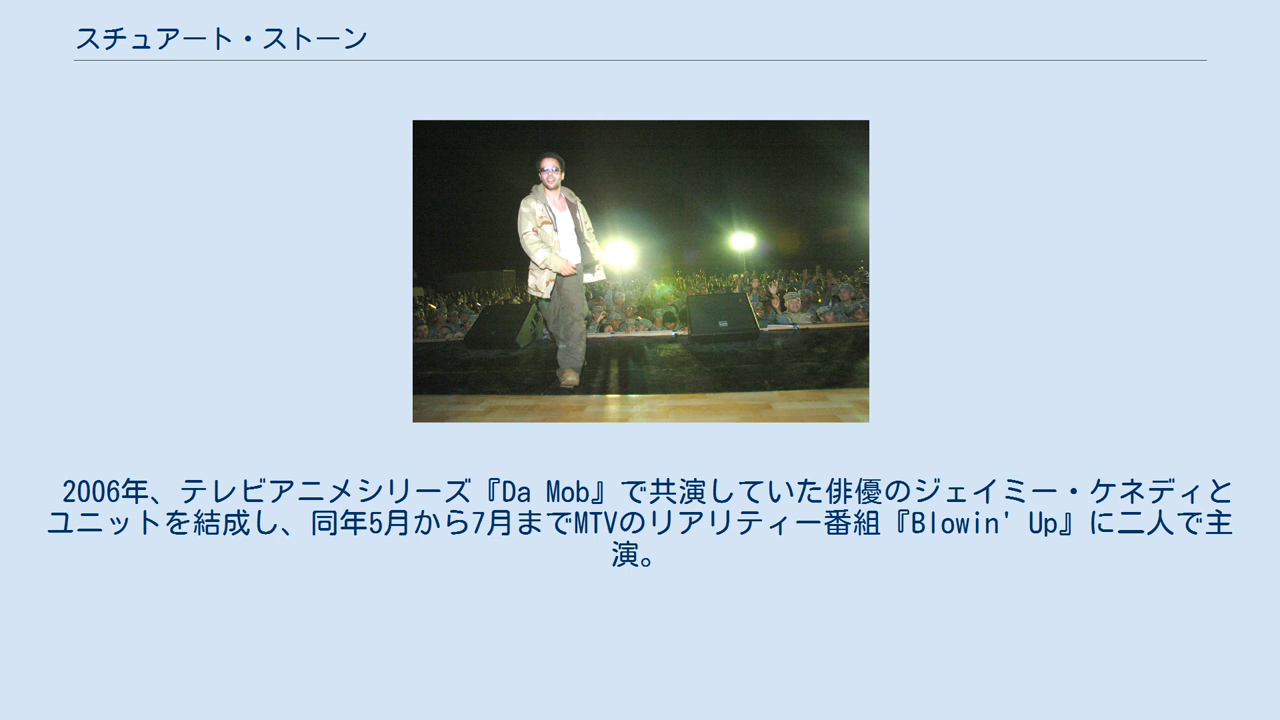 スチュアート・ストーン
2006年、テレビアニメシリーズ『Da Mob』で共演していた俳優のジェイミー・ケネディと
ユニットを結成し、同年5月から7月までMTVのリアリティー番組『Blowin' Up』に二人で主
演。